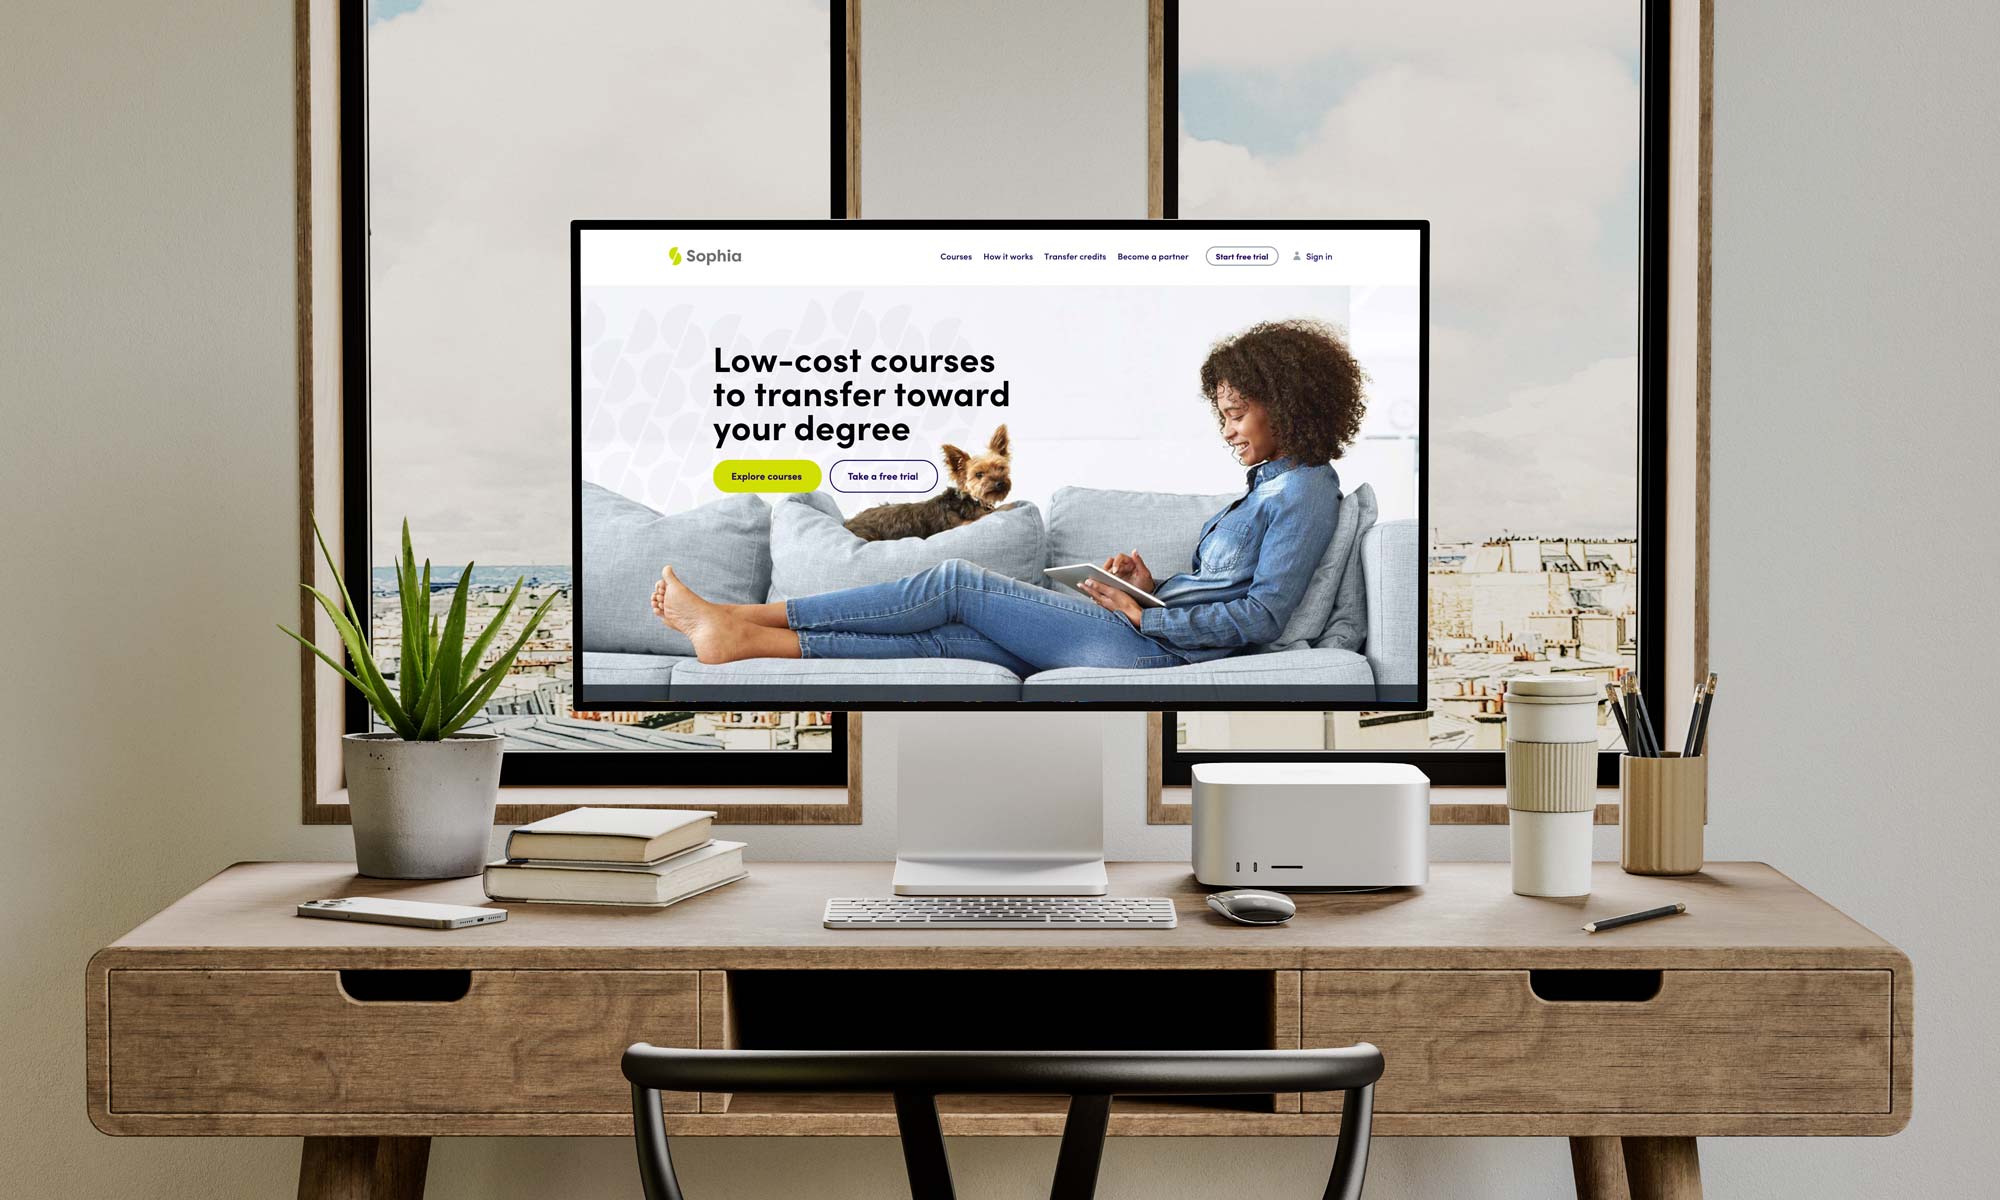 Sophia
Courses How it works Transfer credits Become a partner Start free trial Sign in
Low-cost courses
to transfer toward
your degree
Explore courses Take a free trial